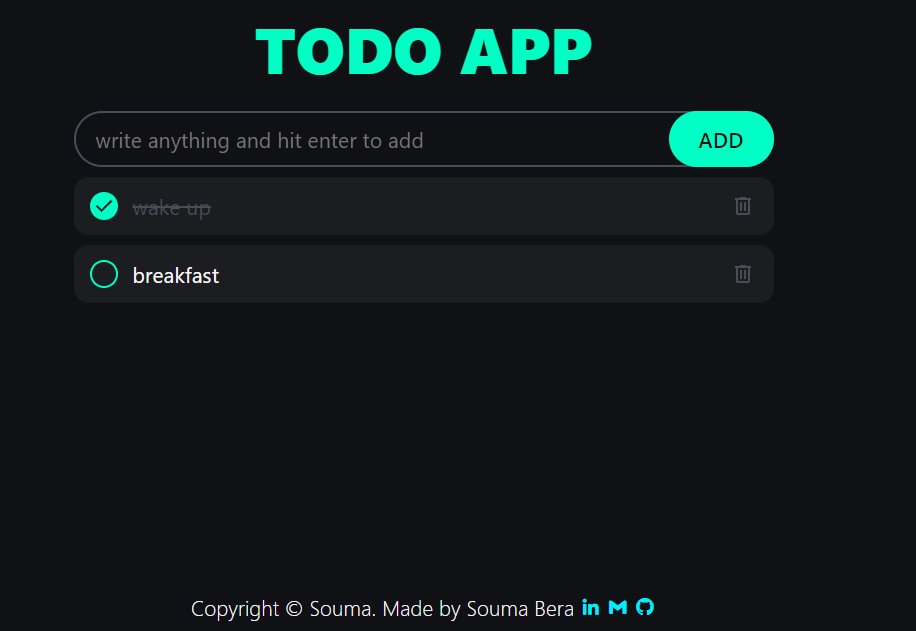 TODO APP
write anything and hit enter to add
ADD
wake up
breakfast
Copyright © Souma. Made by Souma Bera in